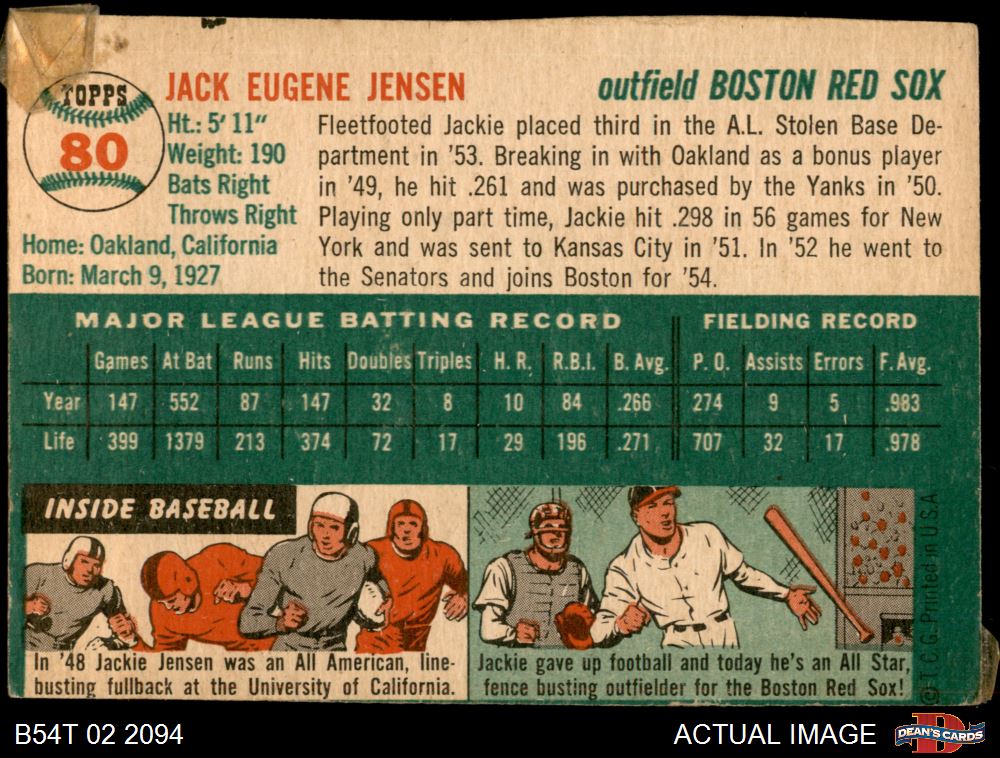 TOPPS
80
JACK EUGENE JENSEN
outfield BOSTON RED SOX
Ht.: 5' 11"
Weight: 190
Bats Right
Throws Right
Home: Oakland, California
Born: March 9, 1927
Fleetfooted Jackie placed third in the A.L. Stolen Base De-
partment in '53. Breaking in with Oakland as a bonus player
in '49, he hit .261 and was purchased by the Yanks in '50.
Playing only part time, Jackie hit .298 in 56 games for New
York and was sent to Kansas City in '51. In '52 he went to
the Senators and joins Boston for '54.
MAJOR LEAGUE BATTING RECORD FIELDING RECORD
Games At Bat Runs Hits Doubles Triples H. R. R.B.I. B. Avg. P. O. Assists Errors F. Avg.
Year 147 552 87 147 32 8 10 84 .266 274 9 5 .983
Life 399 1379 213 374 72 17 29 196 .271 707 32 17 .978
INSIDE BASEBALL
In '48 Jackie Jensen was an All American, line-
busting fullback at the University of California.
Jackie gave up football and today he's an All Star,
fence busting outfielder for the Boston Red Sox!
© T.C.G. Printed in U.S.A.
B54T 02 2094
ACTUAL IMAGE
D
DEAN'S CARDS